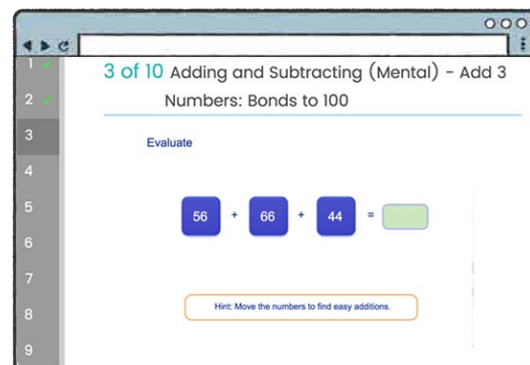 1
3 of 10 Adding and Subtracting (Mental) - Add 3
Numbers: Bonds to 100
2
3
Evaluate
4
5
56 + 66 + 44 =
6
7
8
Hint: Move the numbers to find easy additions.
9